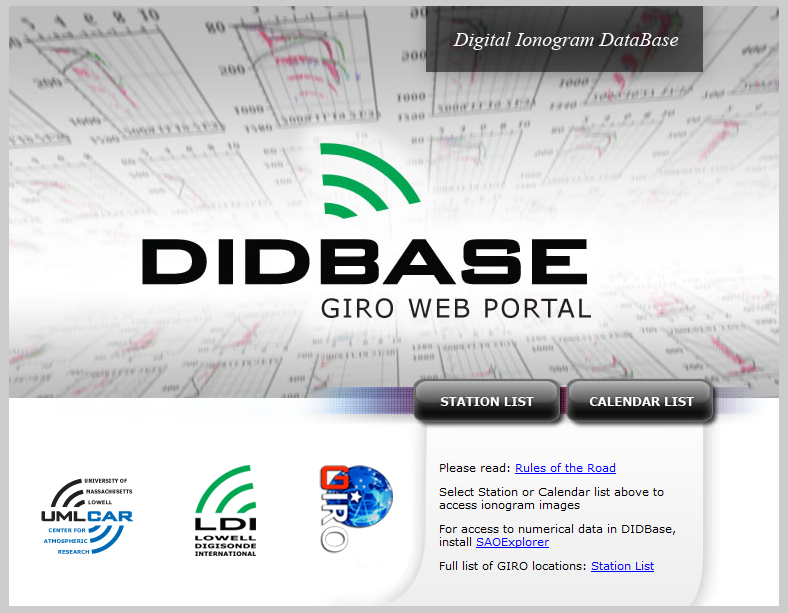 Digital Ionogram DataBase
DIDBASE
GIRO WEB PORTAL
STATION LIST
CALENDAR LIST
UNIVERSITY OF
MASSACHUSETTS
LOWELL
UMLCAR
CENTER FOR
ATMOSPHERIC
RESEARCH
LDI
LOWELL
DIGISONDE
INTERNATIONAL
GIRO
Please read: Rules of the Road
Select Station or Calendar list above to
access ionogram images
For access to numerical data in DIDBase,
install SAOExplorer
Full list of GIRO locations: Station List